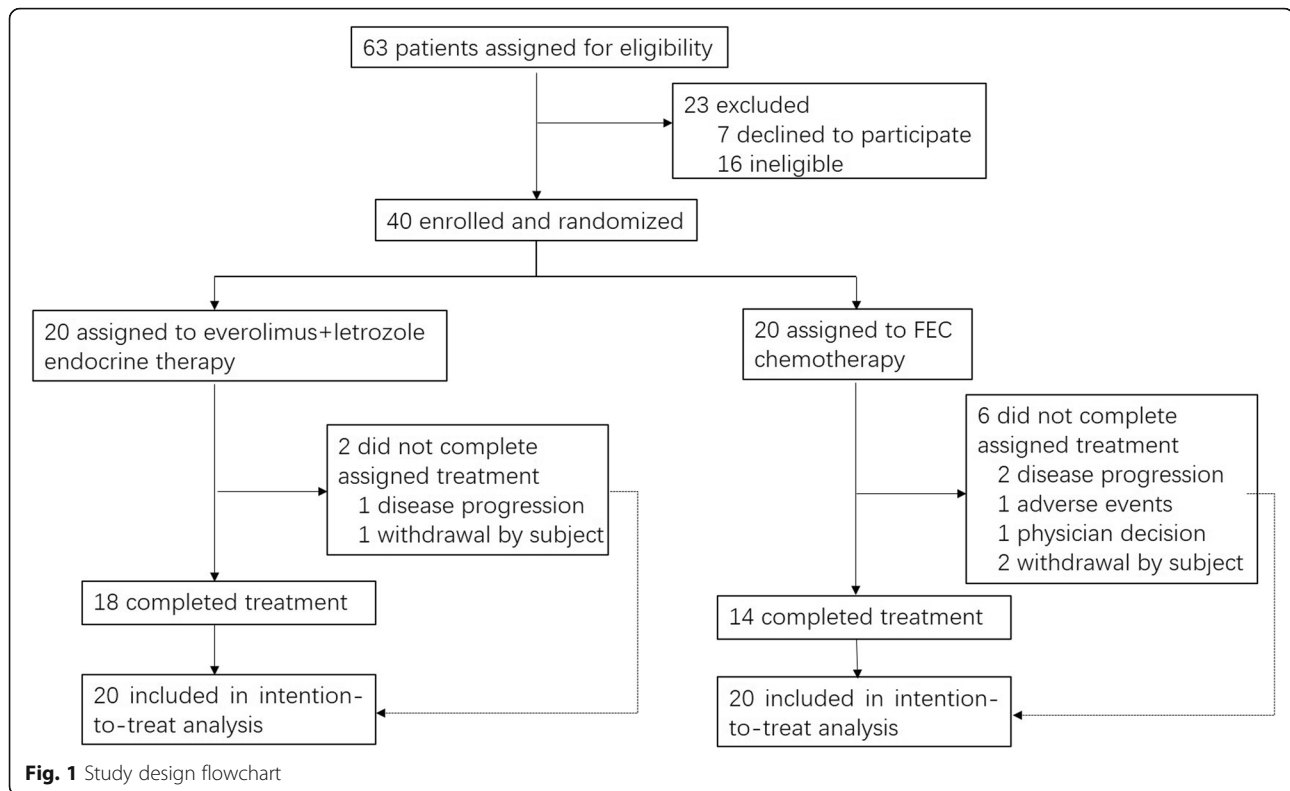 63 patients assigned for eligibility
23 excluded
7 declined to participate
16 ineligible
40 enrolled and randomized
20 assigned to everolimus+letrozole
endocrine therapy
20 assigned to FEC
chemotherapy
2 did not complete
assigned treatment
1 disease progression
1 withdrawal by subject
6 did not complete
assigned treatment
2 disease progression
1 adverse events
1 physician decision
2 withdrawal by subject
18 completed treatment
14 completed treatment
20 included in intention-
to-treat analysis
20 included in intention-
to-treat analysis
Fig. 1 Study design flowchart